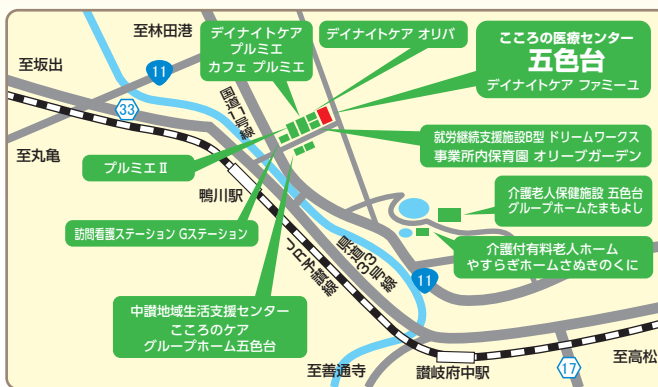 至林田港
デイナイトケア
プルミエ
カフェ プルミエ
デイナイトケア オリバ
こころの医療センター
五色台
デイナイトケア ファミーユ
至坂出
11
国道11号線
33
就労継続支援施設B型 ドリームワークス
事業所内保育園 オリーブガーデン
至丸亀
プルミエⅡ
鴨川駅
介護老人保健施設 五色台
グループホームたまもよし
訪問看護ステーション Gステーション
介護付有料老人ホーム
やすらぎホームさぬきのくに
JR予讃線
県道33号線
11
中讃地域生活支援センター
こころのケア
グループホーム五色台
至善通寺
讃岐府中駅
17
至高松